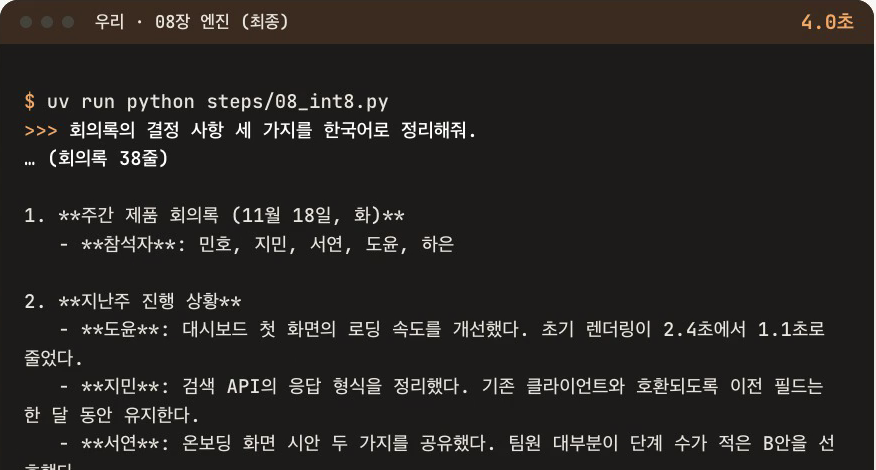 우리 · 08장 엔진 (최종)
4.0초
$ uv run python steps/08_int8.py
>>> 회의록의 결정 사항 세 가지를 한국어로 정리해줘.
… (회의록 38줄)
1. **주간 제품 회의록 (11월 18일, 화)**
- **참석자**: 민호, 지민, 서연, 도윤, 하은
2. **지난주 진행 상황**
- **도윤**: 대시보드 첫 화면의 로딩 속도를 개선했다. 초기 렌더링이 2.4초에서 1.1초로
줄었다.
- **지민**: 검색 API의 응답 형식을 정리했다. 기존 클라이언트와 호환되도록 이전 필드는
한 달 동안 유지한다.
- **서연**: 온보딩 화면 시안 두 가지를 공유했다. 팀원 대부분이 단계 수가 적은 B안을 선